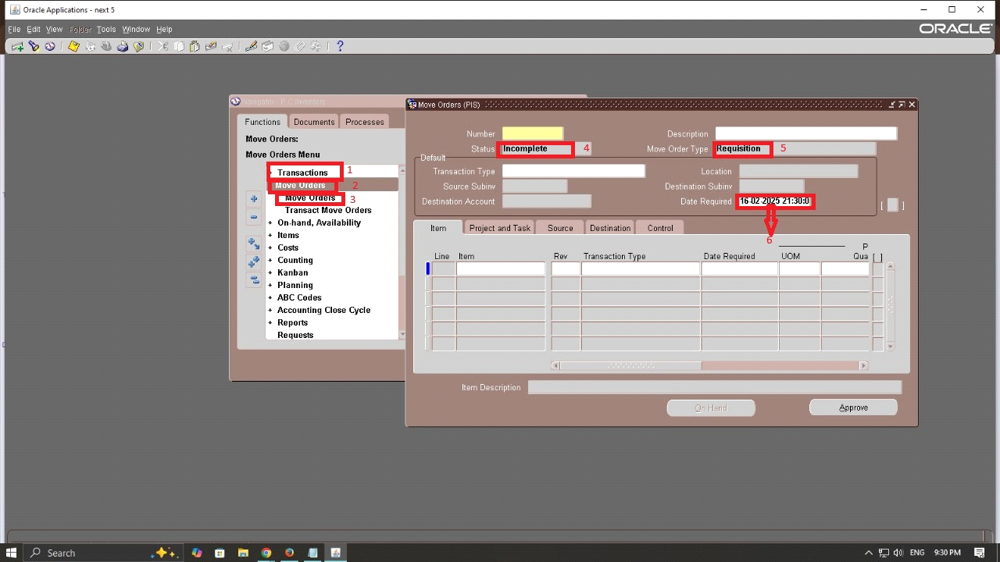 Oracle Applications - next 5
File Edit View Folder Tools Window Help
ORACLE
Navigator - P C Inventory
Functions Documents Processes
Move Orders:
Move Orders Menu
Transactions 1
Move Orders 2
Move Orders 3
Transact Move Orders
+ On-hand, Availability
+ Items
+ Costs
+ Counting
+ Kanban
+ Planning
+ ABC Codes
+ Accounting Close Cycle
+ Reports
Requests
Move Orders (PIS)
Number Description
Status Incomplete 4 Move Order Type Requisition 5
Default
Transaction Type Location
Source Subinv Destination Subinv
Destination Account Date Required 16-02-2025 21:30:0 [ ]
6
Item Project and Task Source Destination Control
P
Line Item Rev Transaction Type Date Required UOM Qua [ ]
Item Description
On Hand Approve
Search ENG 9:30 PM